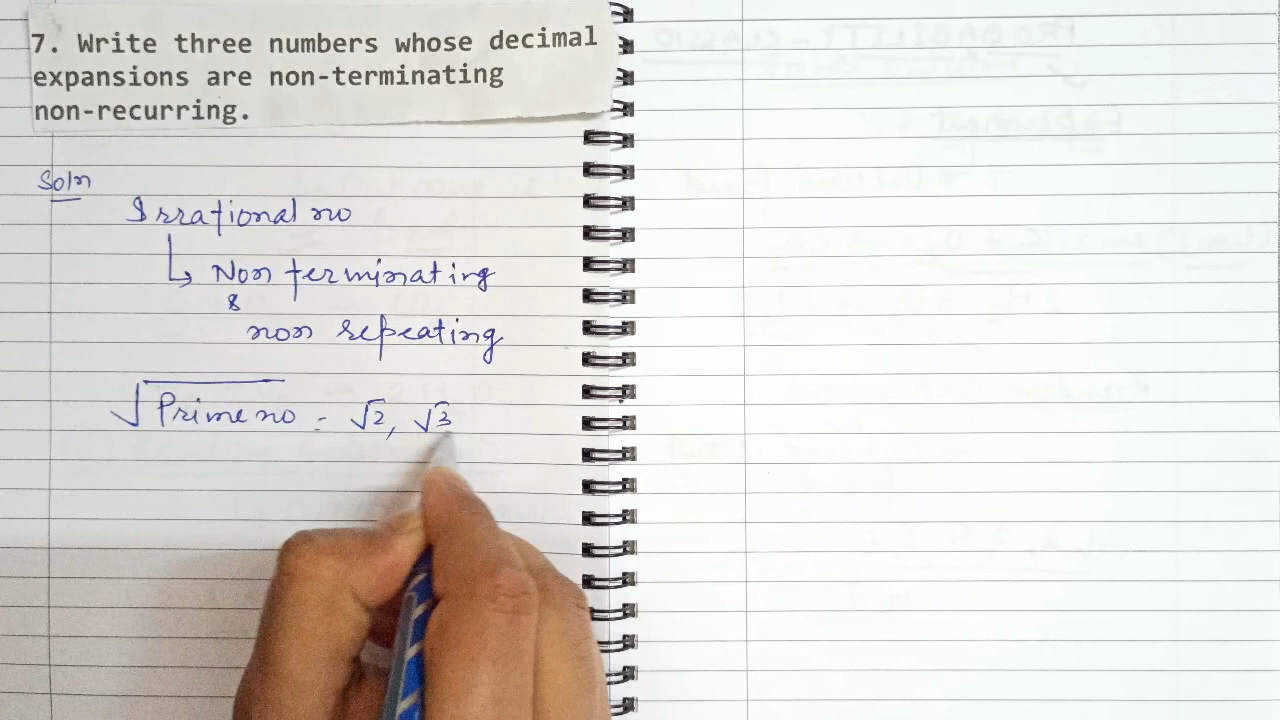 7. Write three numbers whose decimal
expansions are non-terminating
non-recurring.
Soln
Irrational no
↳ Non terminating
&
non repeating
√Prime no = √2, √3